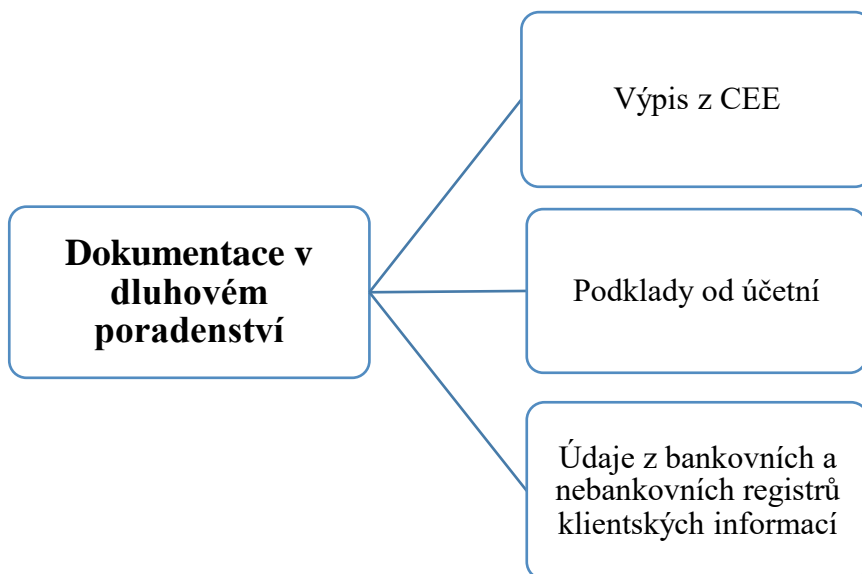 Výpis z CEE
Dokumentace v
dluhovém
poradenství
Podklady od účetní
Údaje z bankovních a
nebankovních registrů
klientských informací